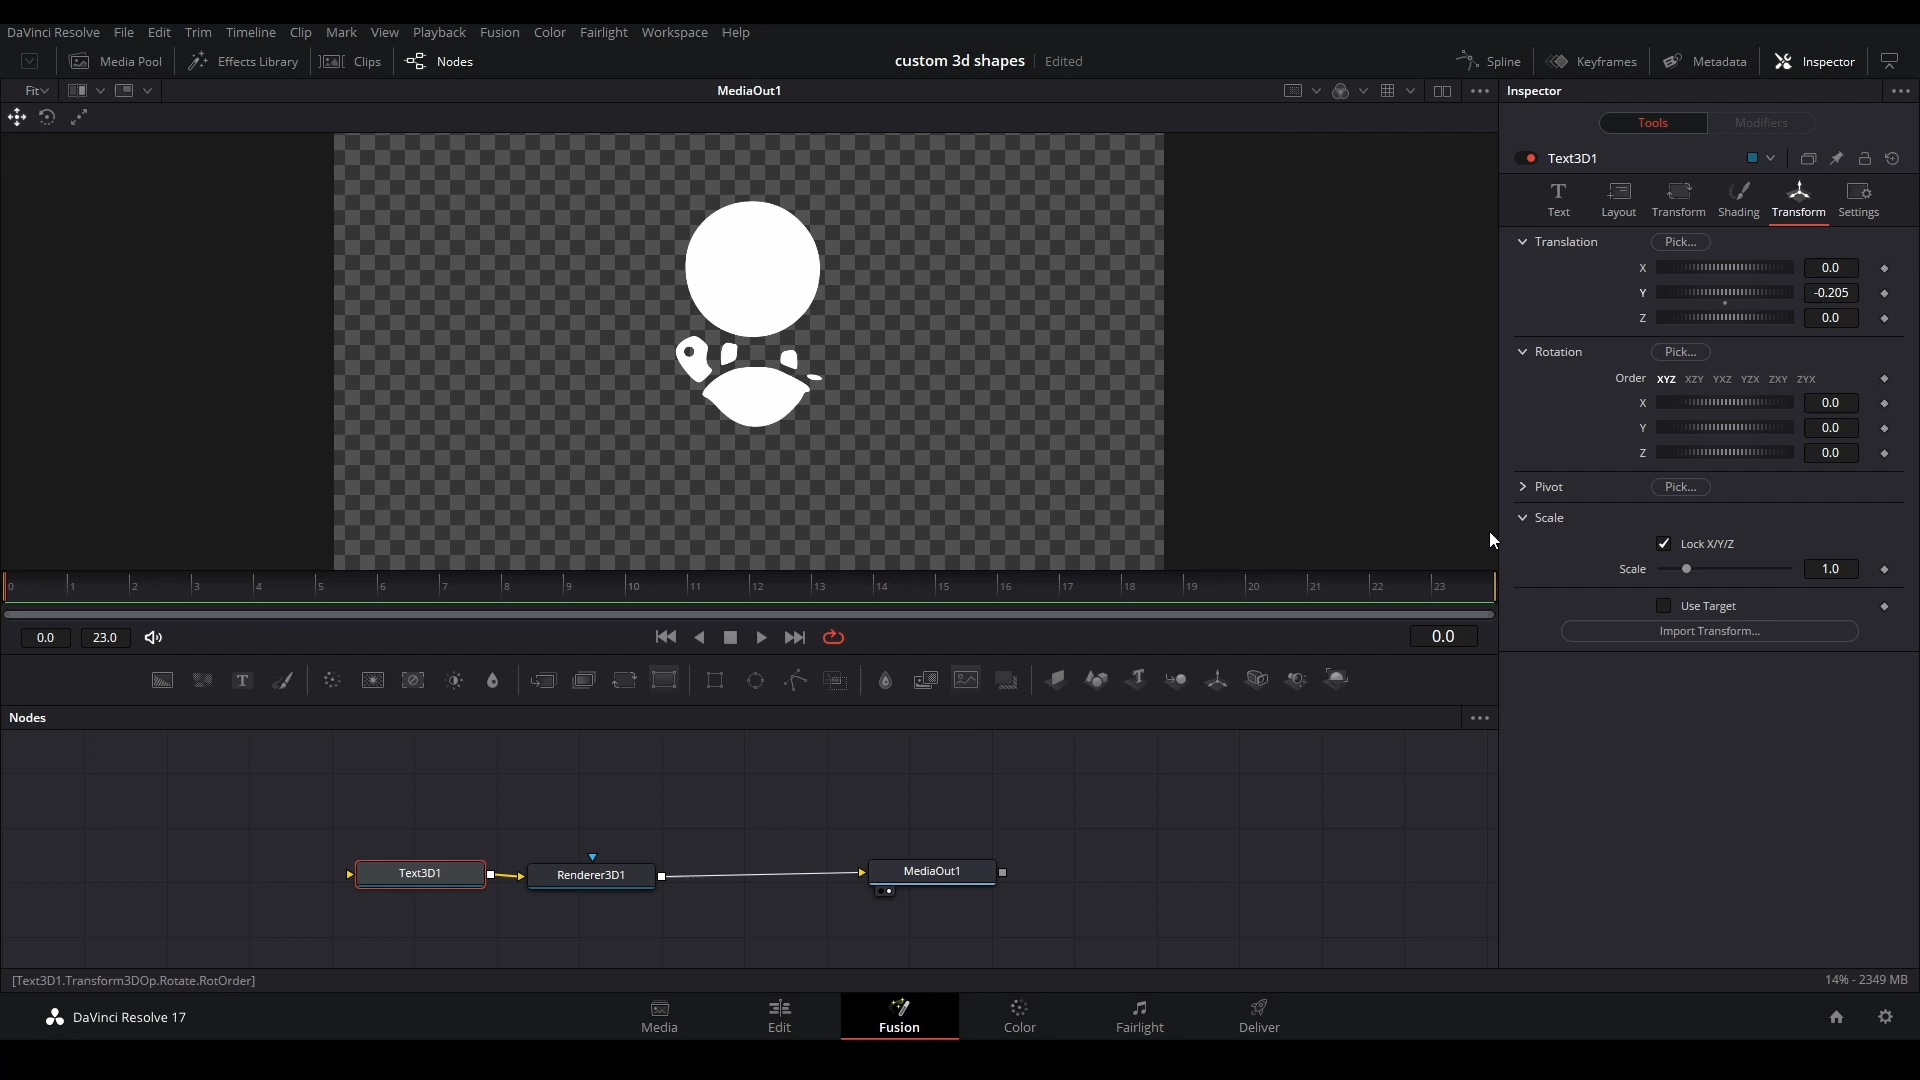 DaVinci Resolve File Edit Trim Timeline Clip Mark View Playback Fusion Color Fairlight Workspace Help
Media Pool Effects Library Clips Nodes custom 3d shapes Edited Spline Keyframes Metadata Inspector
Fit MediaOut1 Inspector
Tools Modifiers
Text3D1
T
Text Layout Transform Shading Transform Settings
Translation Pick...
X 0.0
Y -0.205
Z 0.0
Rotation Pick...
Order XYZ XZY YXZ YZX ZXY ZYX
X 0.0
Y 0.0
Z 0.0
Pivot Pick...
Scale
Lock X/Y/Z
Scale 1.0
Use Target
Import Transform...
0 1 2 3 4 5 6 7 8 9 10 11 12 13 14 15 16 17 18 19 20 21 22 23
0.0 23.0 0.0
T T
Nodes
Text3D1 Renderer3D1 MediaOut1
[Text3D1.Transform3DOp.Rotate.RotOrder] 14% - 2349 MB
DaVinci Resolve 17 Media Edit Fusion Color Fairlight Deliver